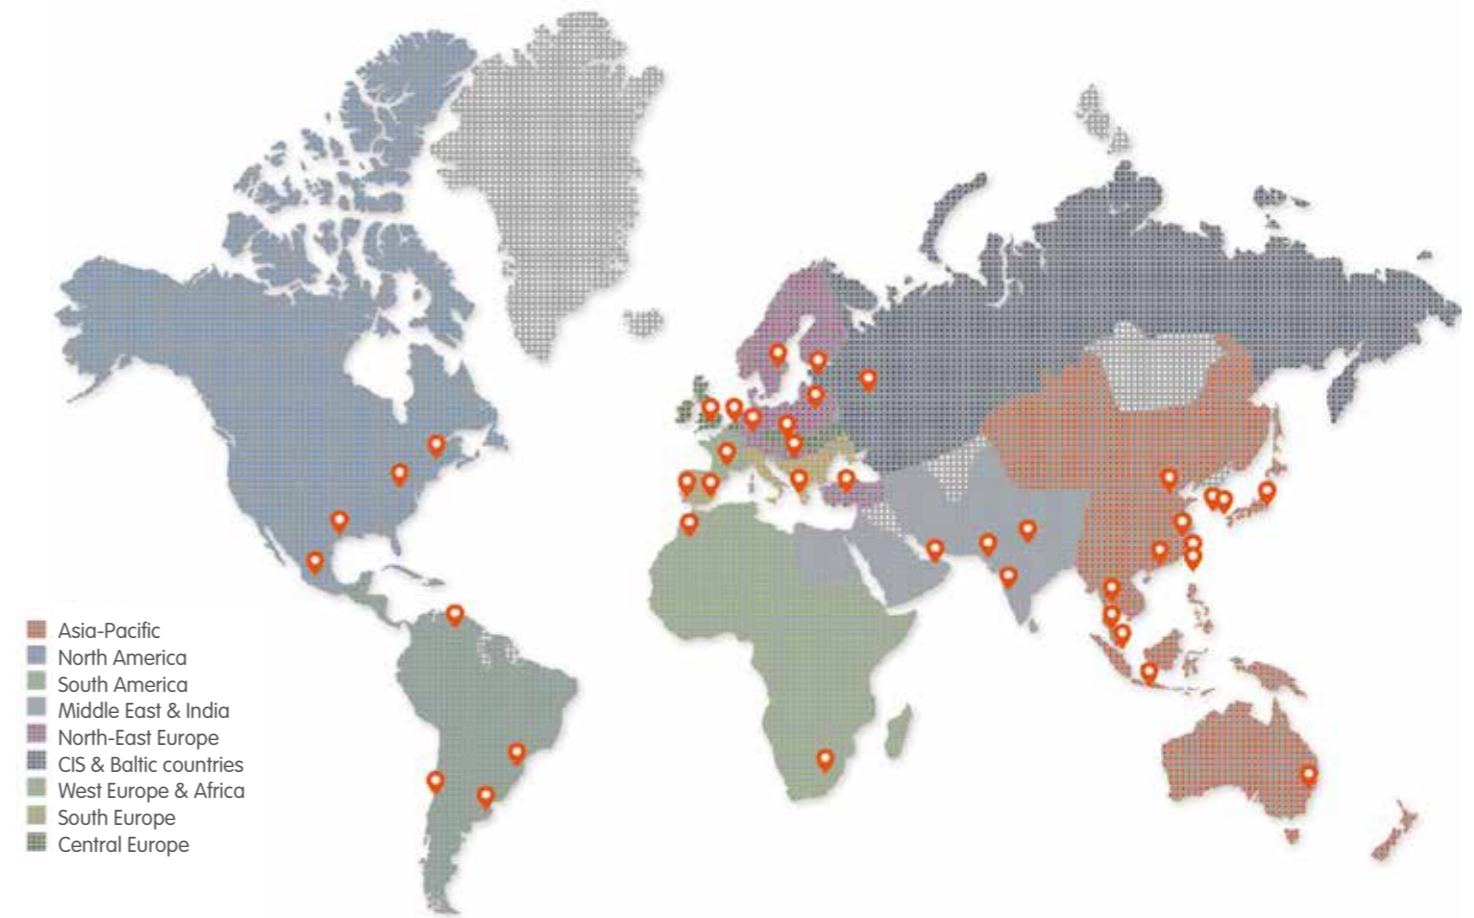 Asia-Pacific
North America
South America
Middle East & India
North-East Europe
CIS & Baltic countries
West Europe & Africa
South Europe
Central Europe